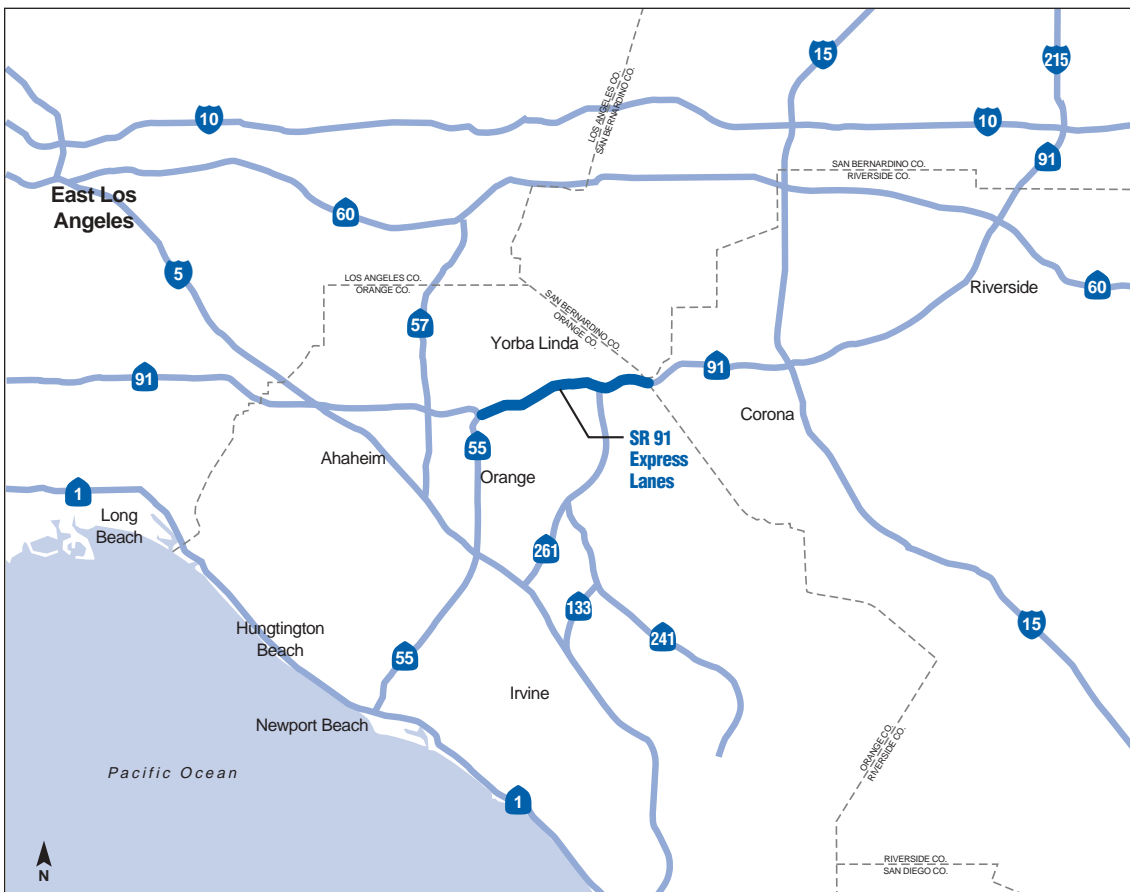 15
215
10
10
LOS ANGELES CO.
SAN BERNARDINO CO.
91
SAN BERNARDINO CO.
RIVERSIDE CO.
East Los
Angeles
60
5
LOS ANGELES CO.
ORANGE CO.
Riverside
60
57
SAN BERNARDINO CO.
ORANGE CO.
Yorba Linda
91
91
Corona
SR 91
Express
Lanes
55
Ahaheim
Orange
1
Long
Beach
261
133
241
15
Hungtington
Beach
55
Irvine
Newport Beach
ORANGE CO.
RIVERSIDE CO.
Pacific Ocean
1
N
RIVERSIDE CO.
SAN DIEGO CO.